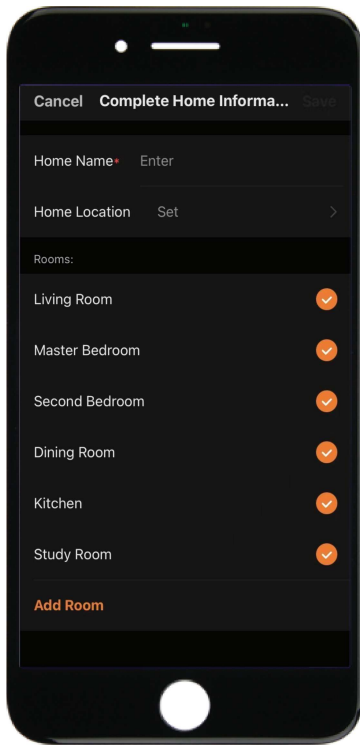 Cancel Complete Home Informa... Save
Home Name* Enter
Home Location Set
Rooms:
Living Room
Master Bedroom
Second Bedroom
Dining Room
Kitchen
Study Room
Add Room